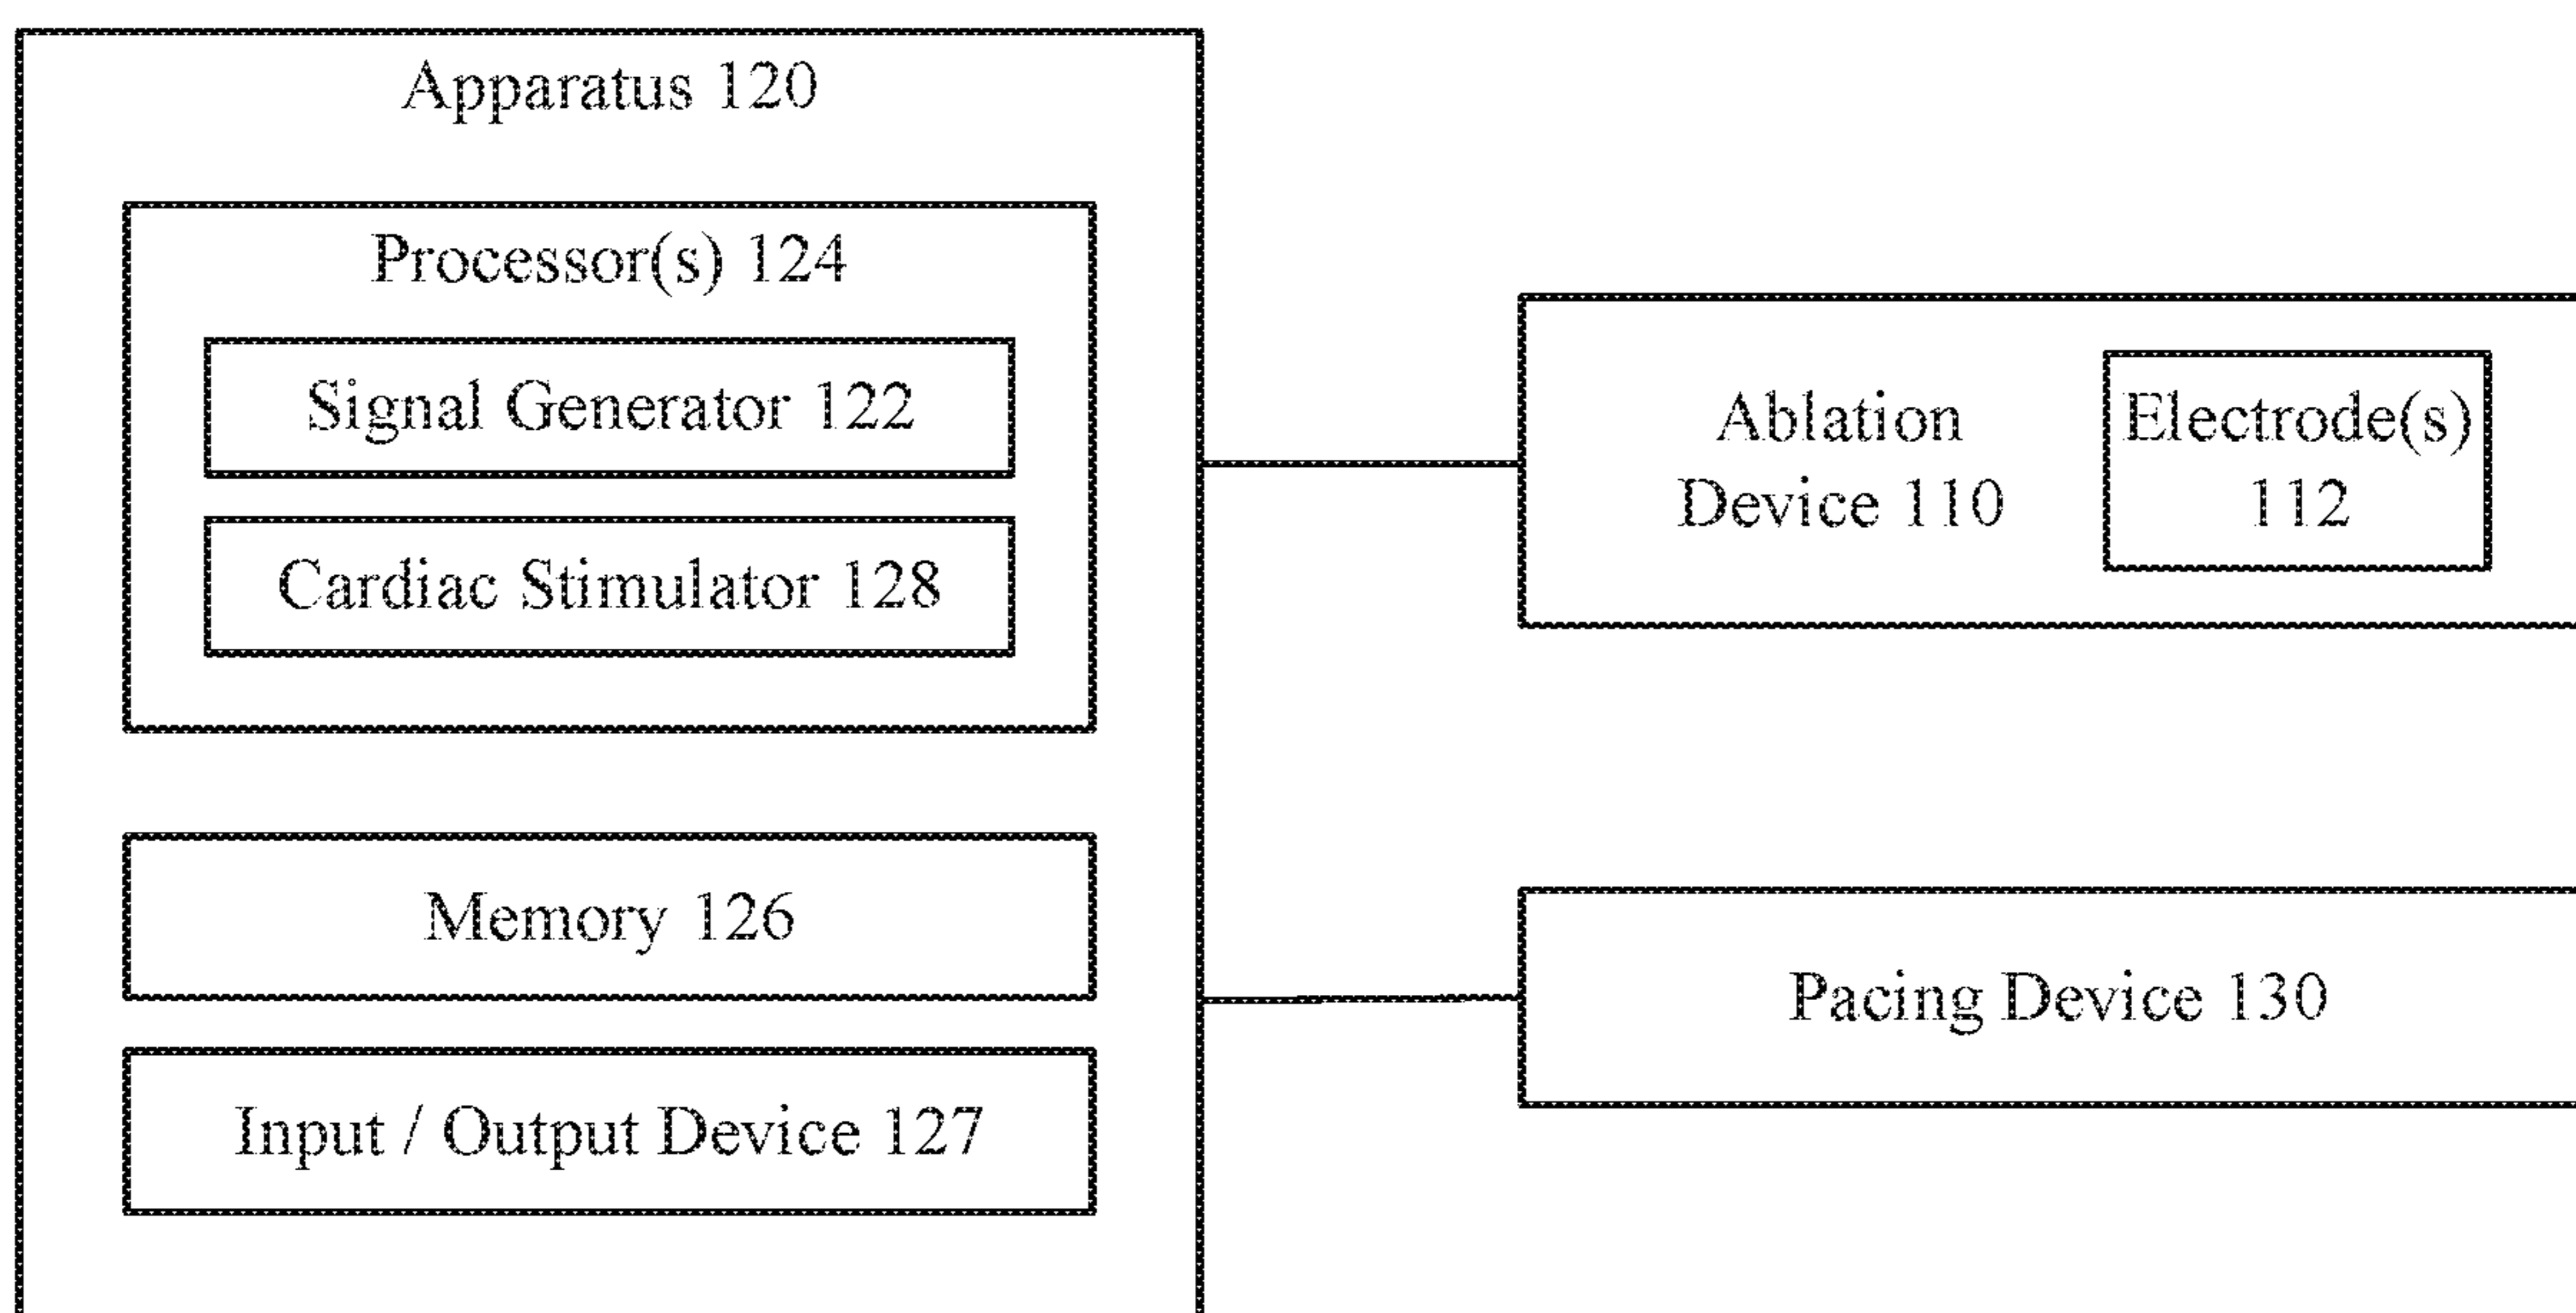 Apparatus 120
Processor(s) 124
Signal Generator 122
Cardiac Stimulator 128
Memory 126
Input / Output Device 127
Ablation
Device 110
Electrode(s)
112
Pacing Device 130